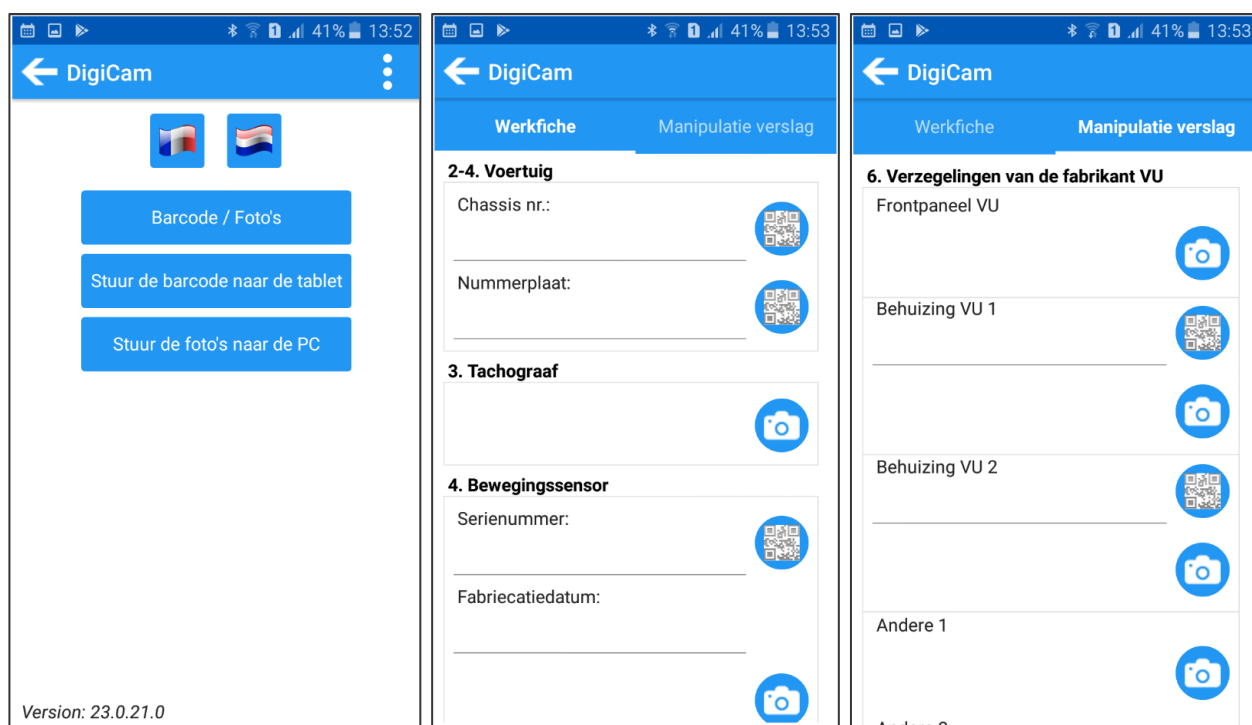 41% 13:52
DigiCam
Barcode / Foto's
Stuur de barcode naar de tablet
Stuur de foto's naar de PC
Version: 23.0.21.0
1 41% 13:53
DigiCam
Werkfiche Manipulatie verslag
2-4. Voertuig
Chassis nr.:
Nummerplaat:
3. Tachograaf
4. Bewegingssensor
Serienummer:
Fabriecatiedatum:
1 41% 13:53
DigiCam
Werkfiche Manipulatie verslag
6. Verzegelingen van de fabrikant VU
Frontpaneel VU
Behuizing VU 1
Behuizing VU 2
Andere 1